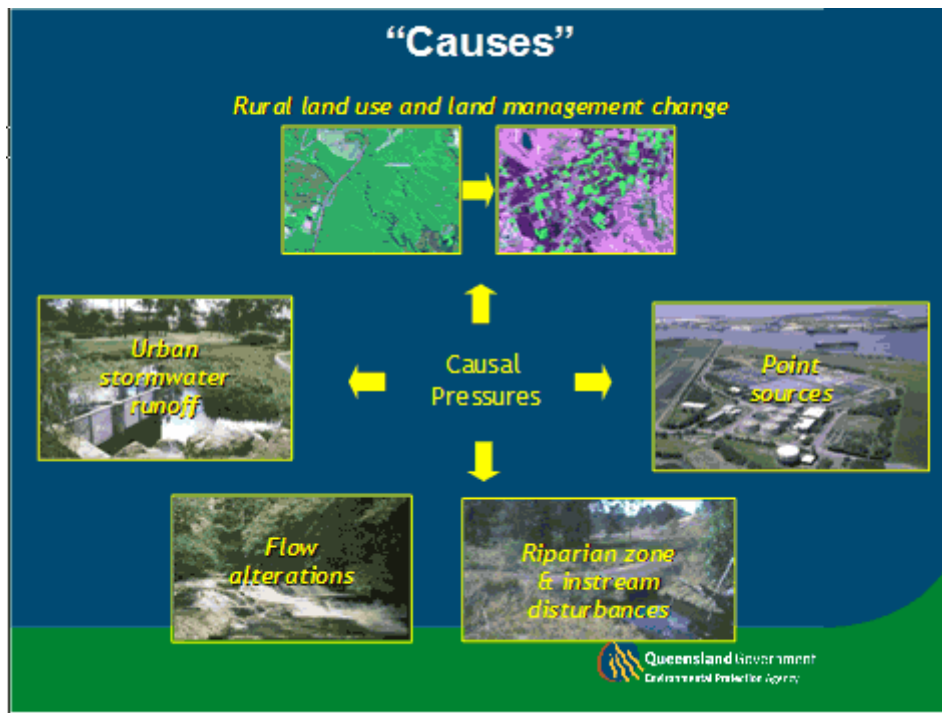 “Causes”
Rural land use and land management change
Urban
stormwater
runoff
Causal
Pressures
Point
sources
Flow
alterations
Riparian zone
& instream
disturbances
Queensland Government
Environmental Protection Agency